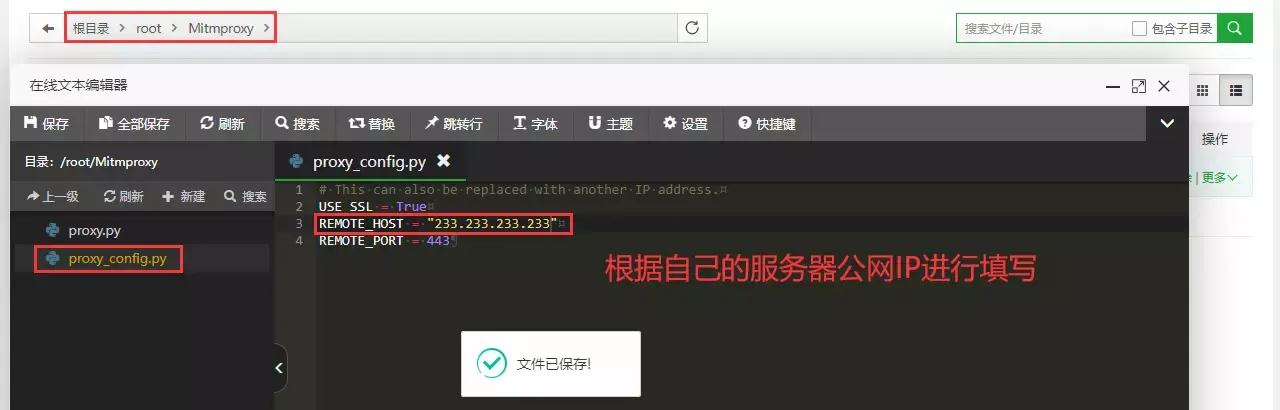 根目录 > root > Mitmproxy >
搜索文件/目录 包含子目录
在线文本编辑器
保存 全部保存 刷新 搜索 替换 跳转行 字体 主题 设置 快捷键
操作
目录: /root/Mitmproxy
proxy_config.py
更多
上一级 刷新 新建 搜索
1 # This can also be replaced with another IP address.
2 USE_SSL = True
3 REMOTE_HOST = "233.233.233.233"
4 REMOTE_PORT = 443
proxy.py
proxy_config.py
根据自己的服务器公网IP进行填写
文件已保存!